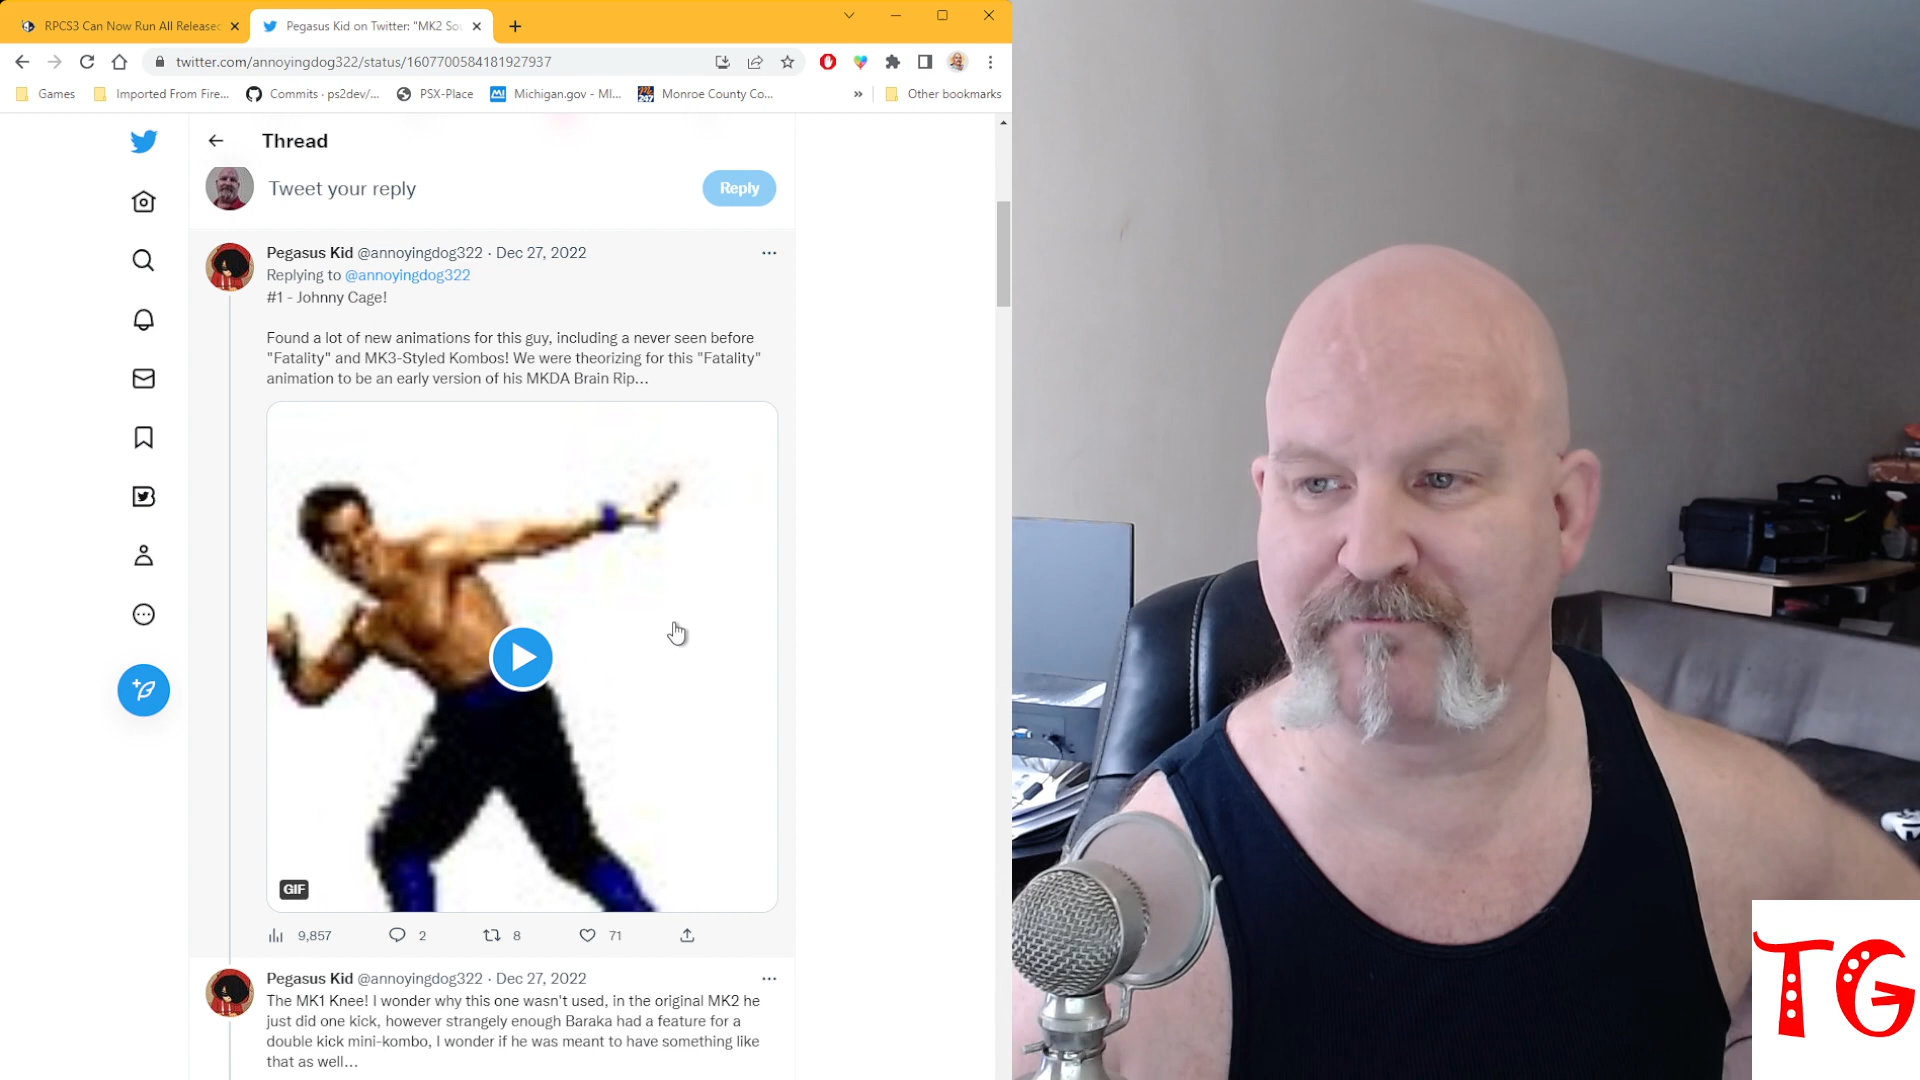 RPCS3 Can Now Run All Released
Pegasus Kid on Twitter: "MK2 Sou
twitter.com/annoyingdog322/status/1607700584181927937
Games
Imported From Fire...
Commits · ps2dev/...
PSX-Place
Michigan.gov - MI...
Monroe County Co...
»
Other bookmarks
Thread
Tweet your reply
Reply
Pegasus Kid @annoyingdog322 · Dec 27, 2022
Replying to @annoyingdog322
#1 - Johnny Cage!
Found a lot of new animations for this guy, including a never seen before
"Fatality" and MK3-Styled Kombos! We were theorizing for this "Fatality"
animation to be an early version of his MKDA Brain Rip...
GIF
9,857
2
8
71
Pegasus Kid @annoyingdog322 · Dec 27, 2022
The MK1 Knee! I wonder why this one wasn't used, in the original MK2 he
just did one kick, however strangely enough Baraka had a feature for a
double kick mini-kombo, I wonder if he was meant to have something like
that as well...
TG